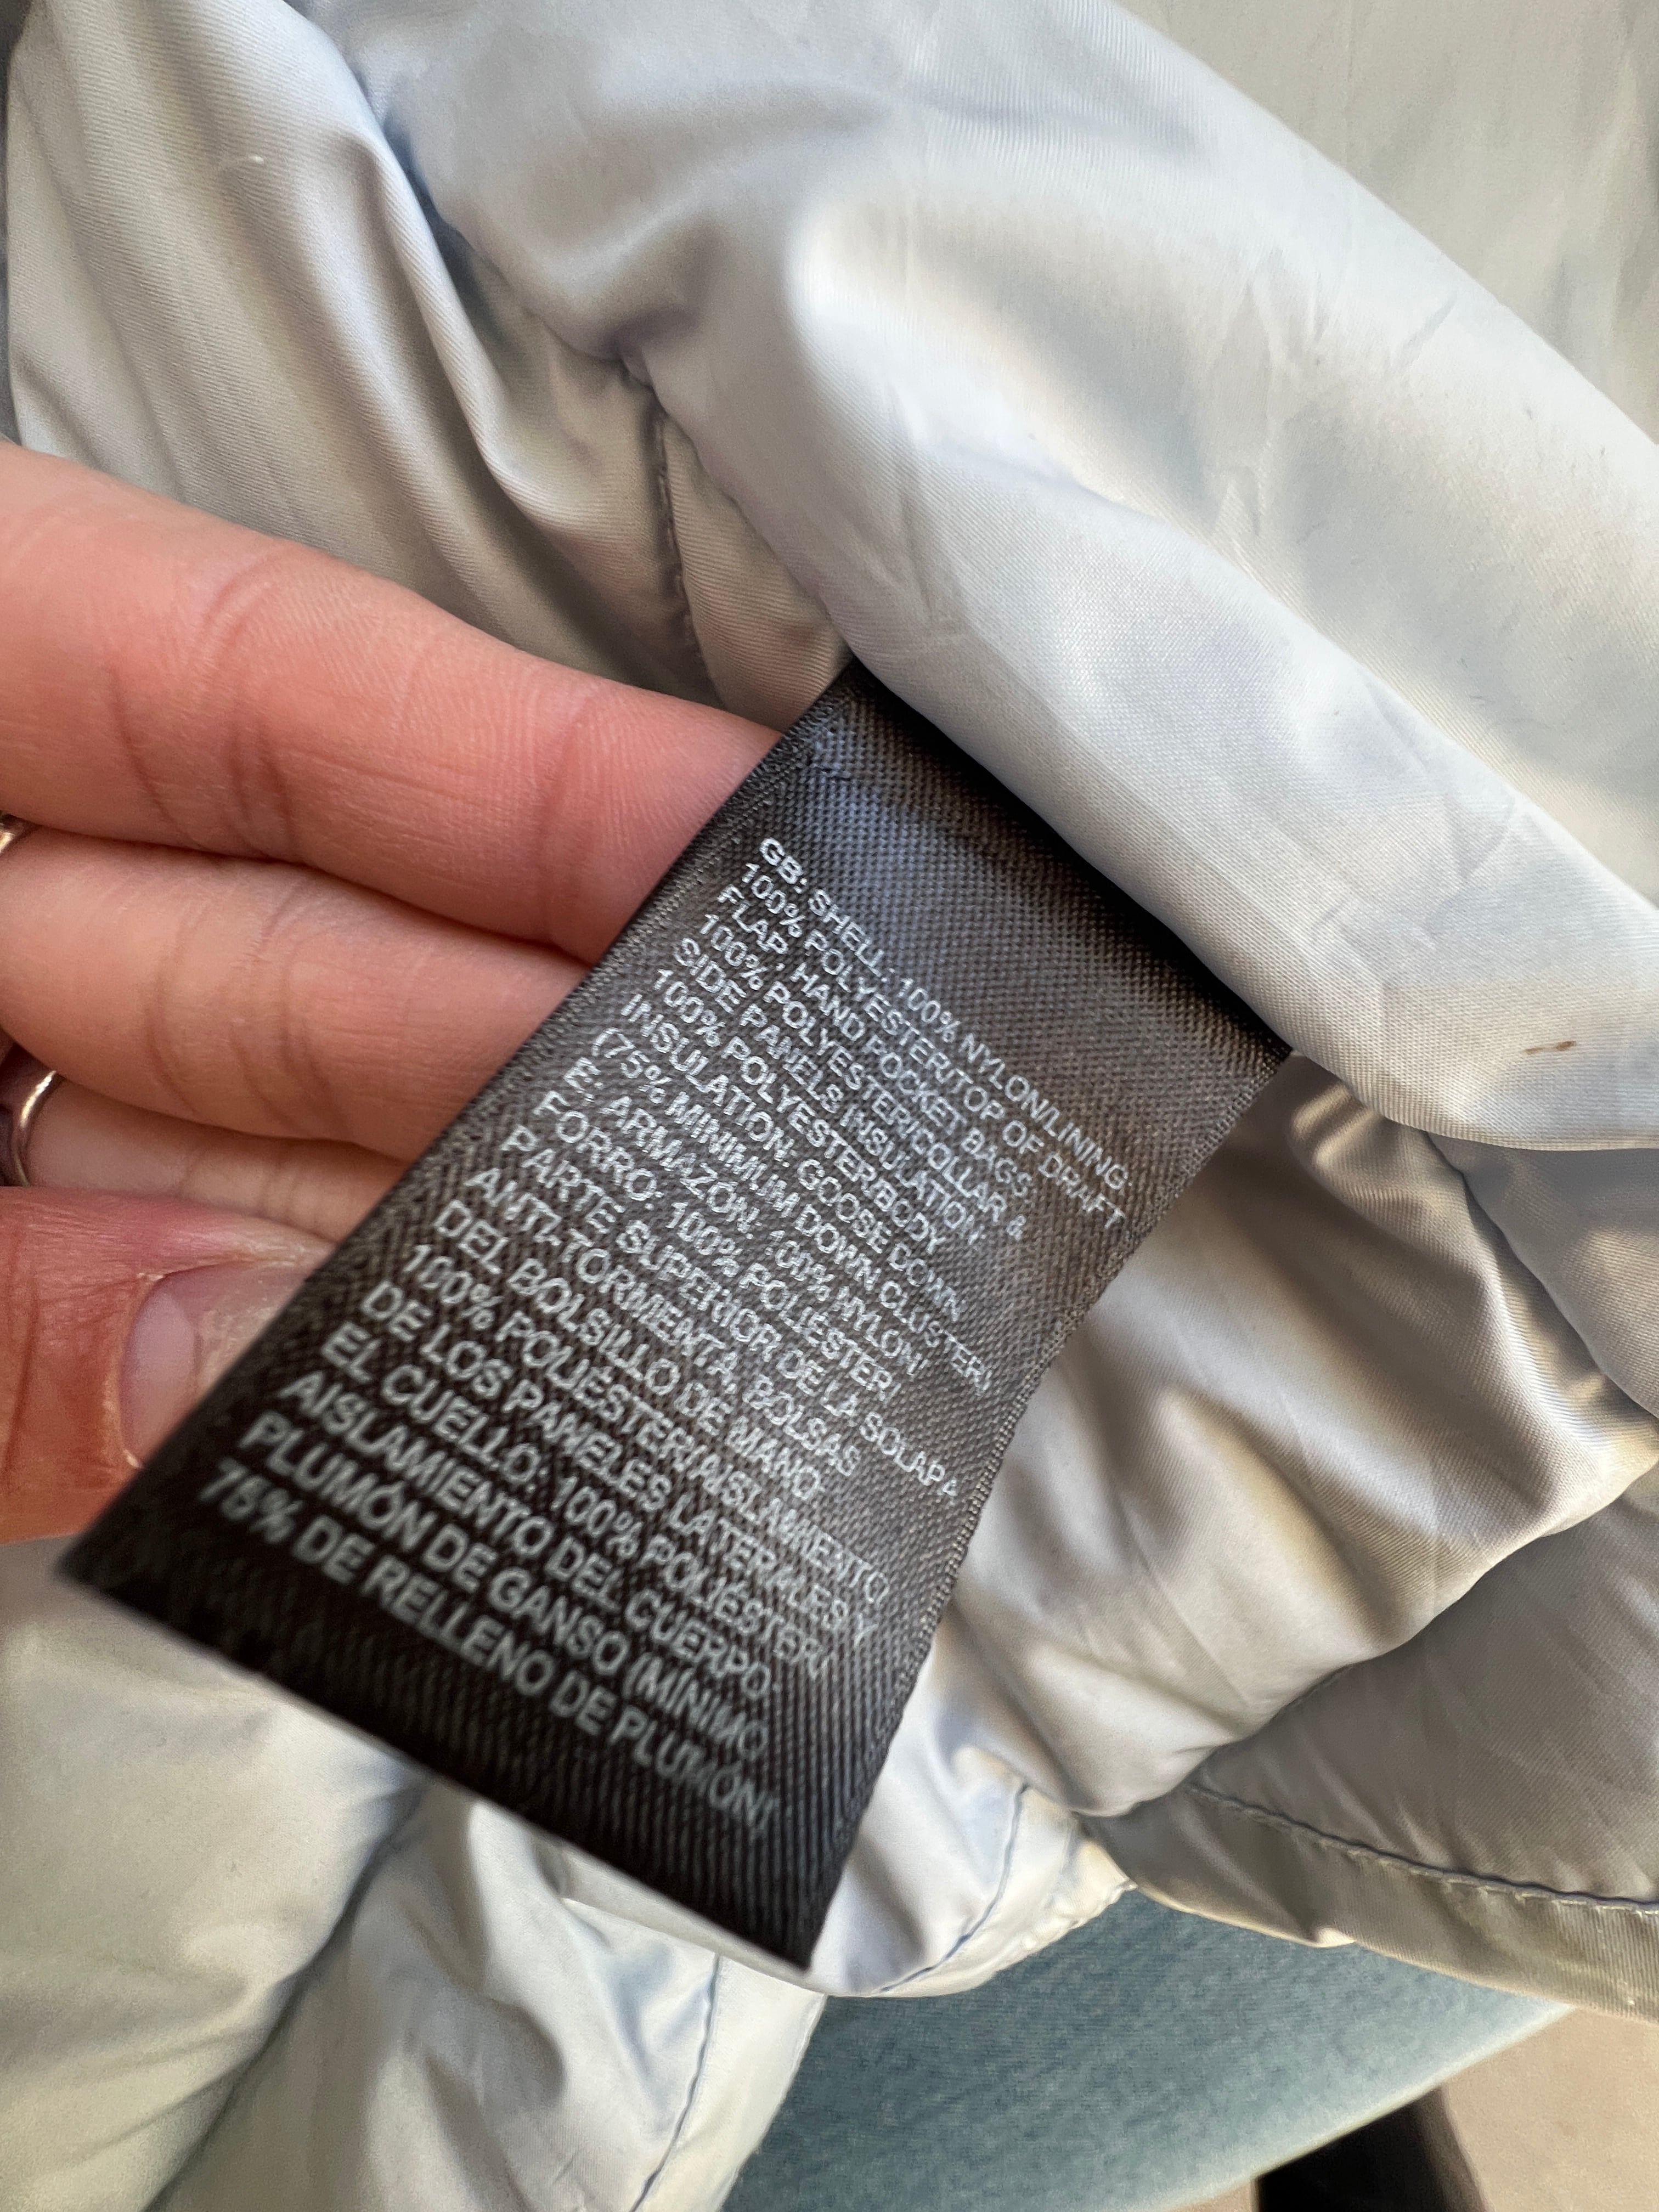 GB: SHELL: 100% NYLON/LINING:
100% POLYESTER/TOP OF DRAFT
FLAP, HAND POCKET BAGS:
100% POLYESTER/COLLAR &
SIDE PANELS INSULATION:
100% POLYESTER/BODY
INSULATION: GOOSE DOWN
(75% MINIMUM DOWN CLUSTER)
E: ARMAZÓN: 100% NYLON/
FORRO: 100% POLIÉSTER/
PARTE SUPERIOR DE LA SOLAPA
ANTI-TORMENTA, BOLSAS
DEL BOLSILLO DE MANO:
100% POLIÉSTER/AISLAMIENTO
DE LOS PANELES LATERALES Y
EL CUELLO: 100% POLIÉSTER/
AISLAMIENTO DEL CUERPO:
PLUMÓN DE GANSO (MÍNIMO
75% DE RELLENO DE PLUMÓN)